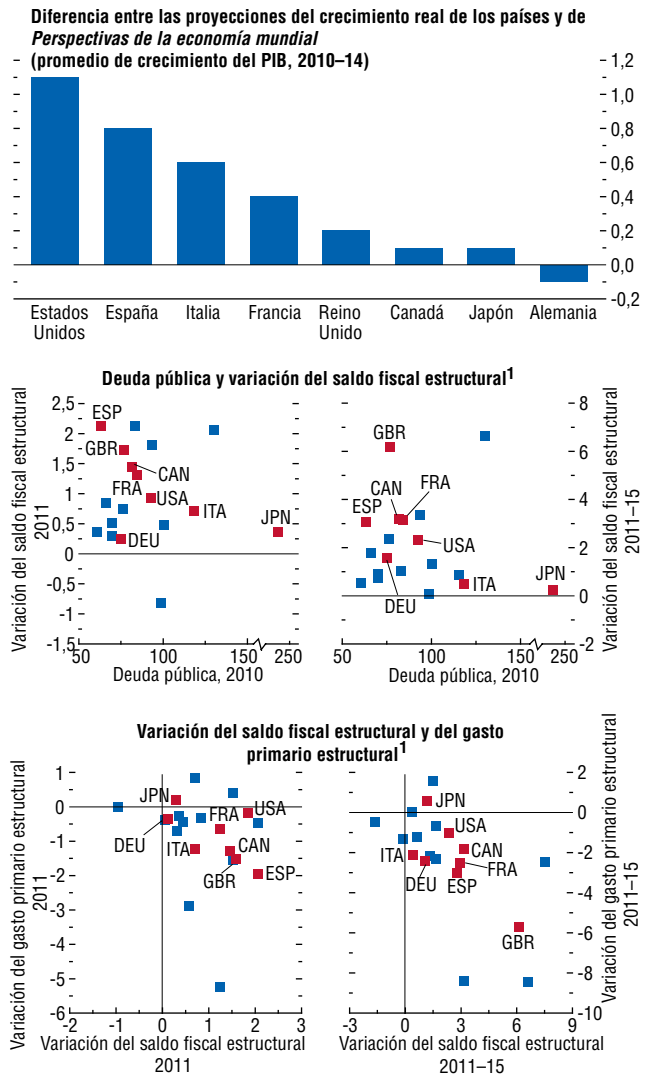 Diferencia entre las proyecciones del crecimiento real de los países y de
Perspectivas de la economía mundial
(promedio de crecimiento del PIB, 2010–14)
1,2
1,0
0,8
0,6
0,4
0,2
0,0
-0,2
Estados Unidos
España
Italia
Francia
Reino Unido
Canadá
Japón
Alemania
Deuda pública y variación del saldo fiscal estructural1
Variación del saldo fiscal estructural
2011
2,5
2
1,5
1
0,5
0
-0,5
-1
-1,5
ESP
GBR
CAN
FRA
USA
ITA
JPN
DEU
50
100
150
250
Deuda pública, 2010
GBR
CAN
FRA
ESP
USA
DEU
ITA
JPN
8
6
4
2
0
-2
Variación del saldo fiscal estructural
2011–15
50
100
150
250
Deuda pública, 2010
Variación del saldo fiscal estructural y del gasto
primario estructural1
Variación del gasto primario estructural
2011
1
0
-1
-2
-3
-4
-5
-6
JPN
USA
FRA
DEU
ITA
CAN
GBR
ESP
-2
-1
0
1
2
3
Variación del saldo fiscal estructural
2011
JPN
USA
ITA
CAN
FRA
DEU
ESP
GBR
2
0
-2
-4
-6
-8
-10
Variación del gasto primario estructural
2011–15
-3
0
3
6
9
Variación del saldo fiscal estructural
2011–15